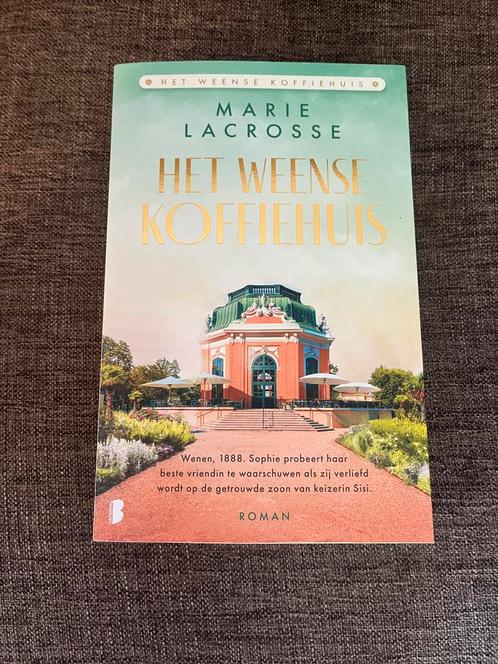 HET WEENSE KOFFIEHUIS
MARIE
LACROSSE
HET WEENSE
KOFFIEHUIS
Wenen, 1888. Sophie probeert haar
beste vriendin te waarschuwen als zij verliefd
wordt op de getrouwde zoon van keizerin Sisi.
ROMAN
B